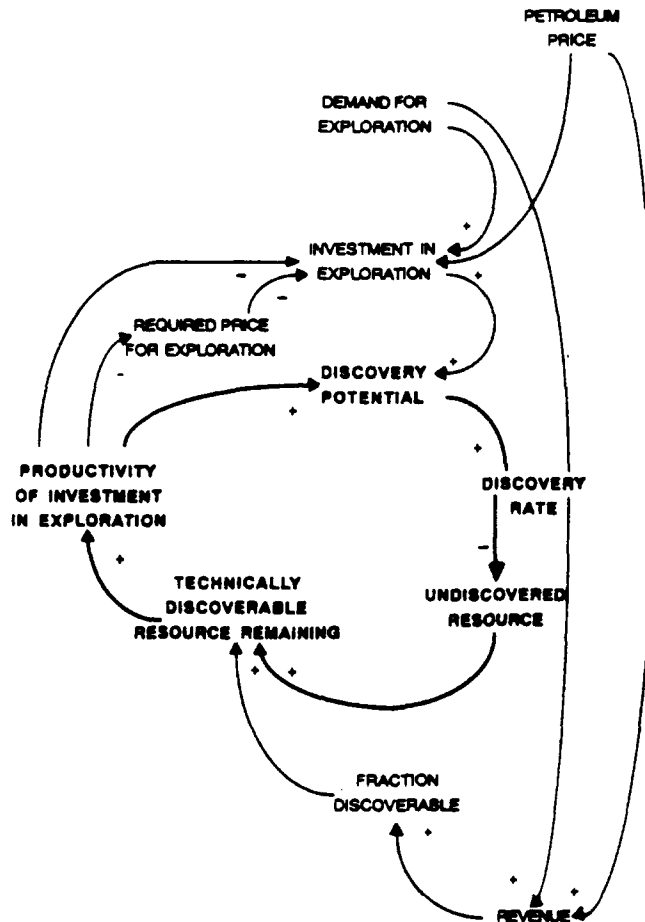 PETROLEUM
PRICE
DEMAND FOR
EXPLORATION
+
INVESTMENT IN
EXPLORATION
-
+
-
REQUIRED PRICE
FOR EXPLORATION
-
+
DISCOVERY
POTENTIAL
+
+
PRODUCTIVITY
OF INVESTMENT
IN EXPLORATION
DISCOVERY
RATE
-
+
TECHNICALLY
DISCOVERABLE
RESOURCE REMAINING
UNDISCOVERED
RESOURCE
+ +
FRACTION
DISCOVERABLE
+
+ +
REVENUE